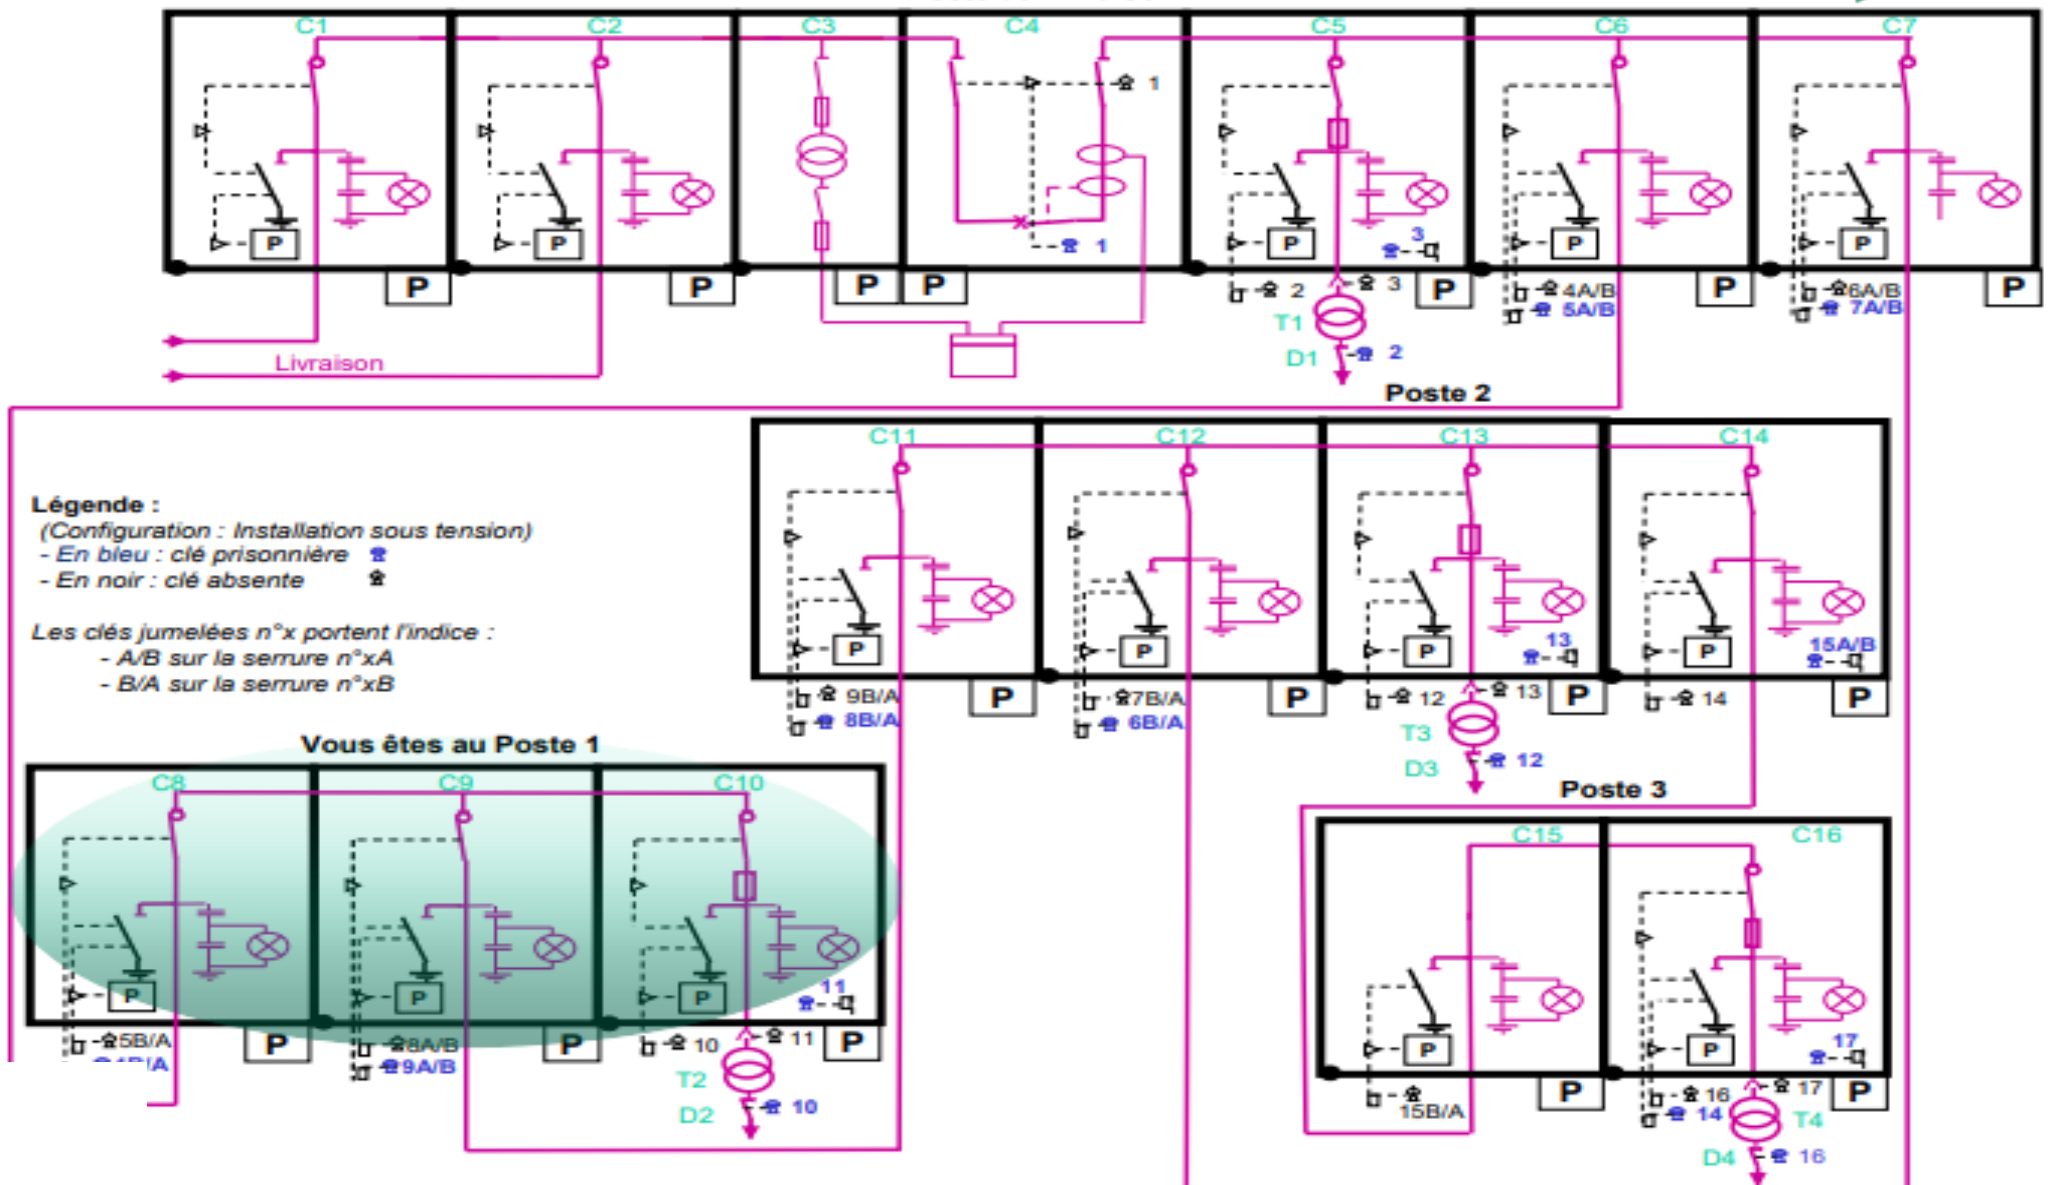 C1 C2 C3 C4 C5 C6 C7
1
P P P P P
1
3
P P P P P P P
2 3 4A/B 6A/B
5A/B 7A/B
T1
Livraison
D1 2
Poste 2
C11 C12 C13 C14
Légende :
(Configuration : Installation sous tension)
- En bleu : clé prisonnière
- En noir : clé absente
Les clés jumelées n°x portent l'indice :
- A/B sur la serrure n°xA
- B/A sur la serrure n°xB
13 15A/B
P P P P
P P P P
9B/A 7B/A 12 13 14
8B/A 6B/A
T3
D3 12
Vous êtes au Poste 1
C8 C9 C10
Poste 3
C15 C16
11
P P P
17
P P
P P P
5B/A 8A/B 10 11
9A/B
T2
D2 10
P P
15B/A 16 17
14
T4
D4 16